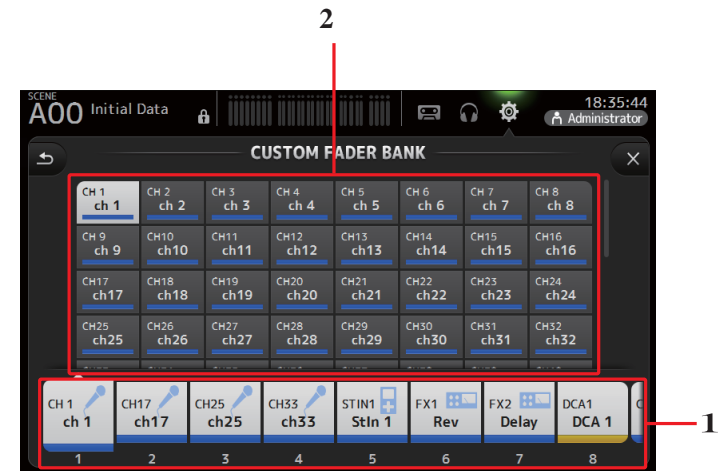 2
SCENE
A00 Initial Data
18:35:44
Administrator
CUSTOM FADER BANK
CH 1 CH 2 CH 3 CH 4 CH 5 CH 6 CH 7 CH 8
ch 1 ch 2 ch 3 ch 4 ch 5 ch 6 ch 7 ch 8
CH 9 CH10 CH11 CH12 CH13 CH14 CH15 CH16
ch 9 ch10 ch11 ch12 ch13 ch14 ch15 ch16
CH17 CH18 CH19 CH20 CH21 CH22 CH23 CH24
ch17 ch18 ch19 ch20 ch21 ch22 ch23 ch24
CH25 CH26 CH27 CH28 CH29 CH30 CH31 CH32
ch25 ch26 ch27 ch28 ch29 ch30 ch31 ch32
CH 1 CH17 CH25 CH33 STIN1 FX1 FX2 DCA1
ch 1 ch17 ch25 ch33 StIn 1 Rev Delay DCA 1
1 2 3 4 5 6 7 8
1